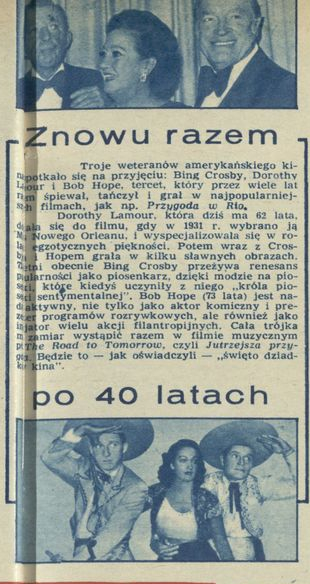 Znowu razem
Troje weteranów amerykańskiego ki-
napotkało się na przyjęciu: Bing Crosby, Dorothy
Lamour i Bob Hope, tercet, który przez wiele lat
śpiewał, tańczył i grał w najpopularniej-
filmach, jak np. Przygoda w Rio.
Dorothy Lamour, która dziś ma 62 lata,
się do filmu, gdy w 1931 r. wybrano ją
Nowego Orleanu, i wyspecjalizowała się w ro-
egzotycznych piękności. Potem wraz z Cros-
i Hopem grała w kilku sławnych obrazach.
obecnie Bing Crosby przeżywa renesans
popularności jako piosenkarz, dzięki modzie na pio-
które kiedyś uczyniły z niego „króla pio-
sentymentalnej". Bob Hope (73 lata) jest na-
aktywny, nie tylko jako aktor komiczny i pre-
programów rozrywkowych, ale również jako
wielu akcji filantropijnych. Cała trójka
zamiar wystąpić razem w filmie muzycznym
The Road to Tomorrow, czyli Jutrzejsza przy-
Będzie to — jak oświadczyli — „święto dziad-
kina".
po 40 latach